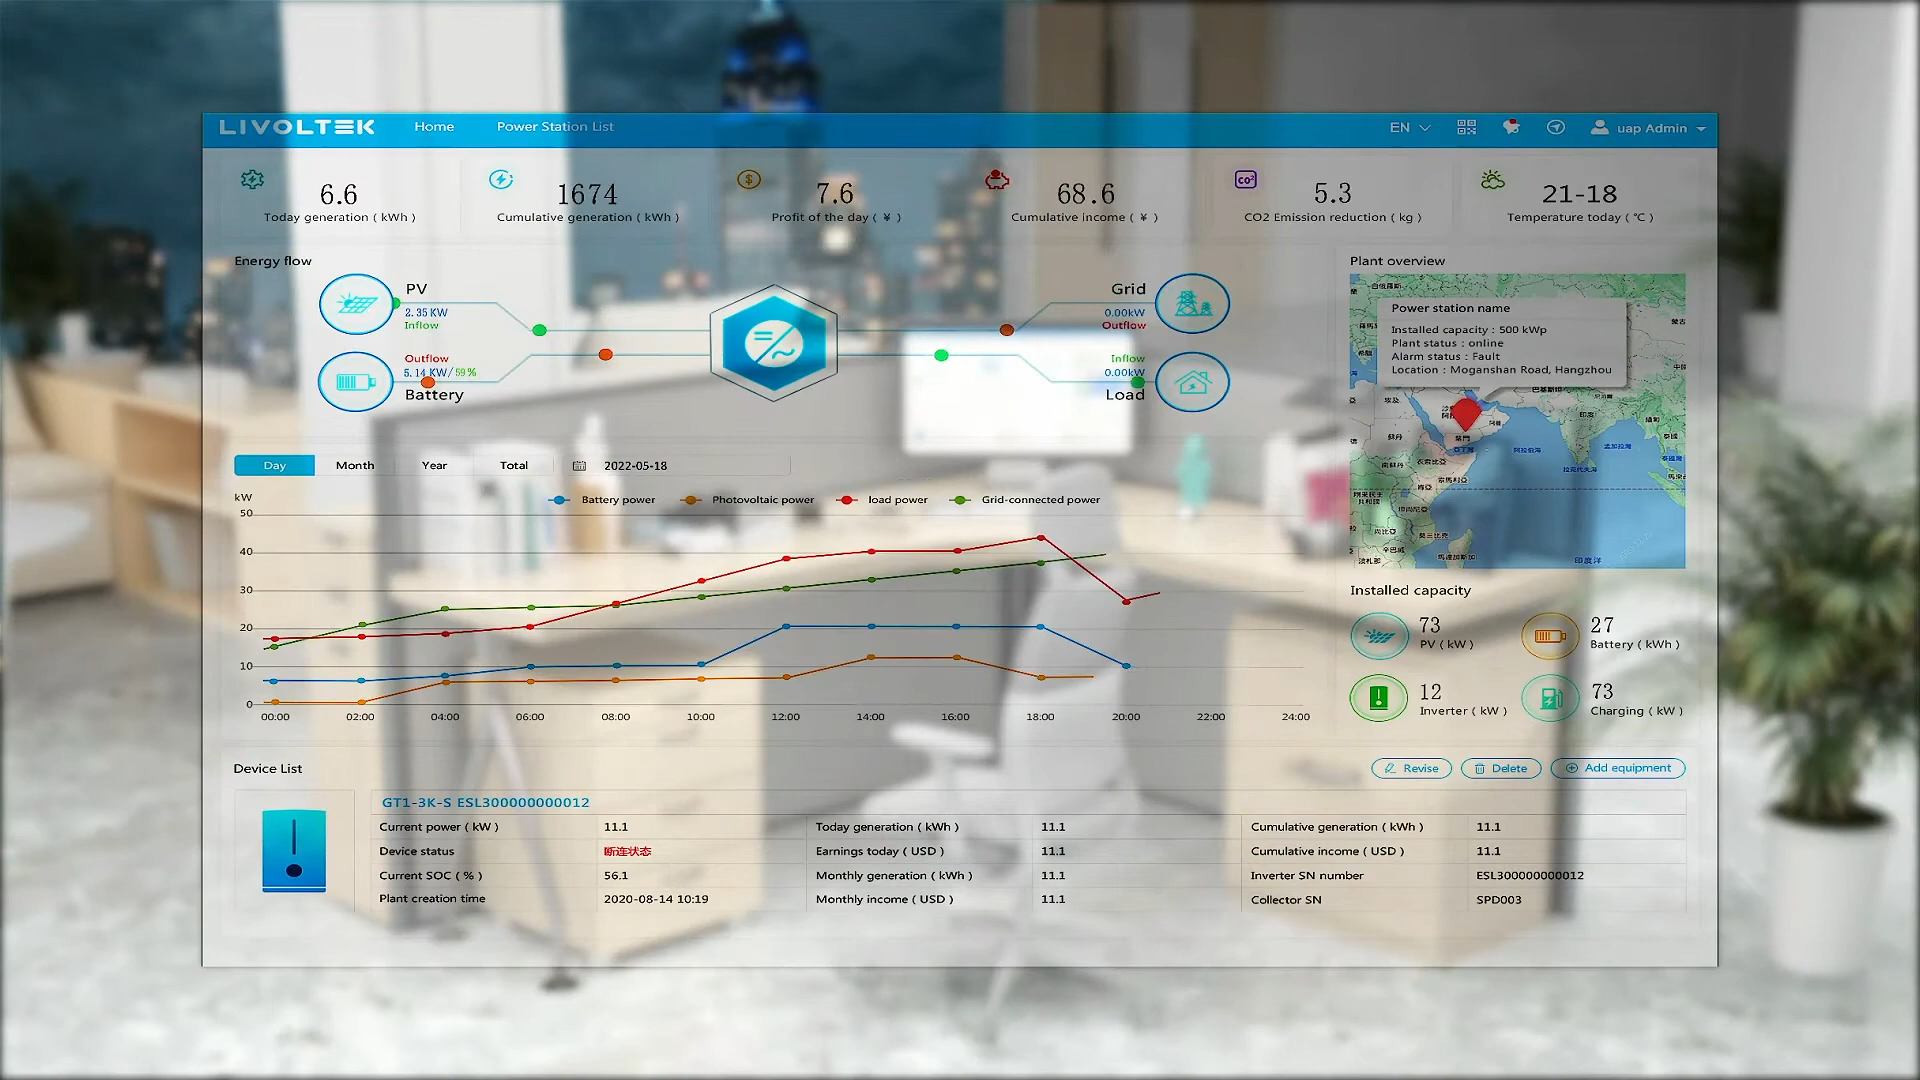 LIVOLTEK Home Power Station List EN uap Admin
6.6
Today generation ( kWh )
1674
Cumulative generation ( kWh )
7.6
Profit of the day ( ¥ )
68.6
Cumulative income ( ¥ )
CO²
5.3
CO2 Emission reduction ( kg )
21-18
Temperature today ( °C )
Energy flow
PV
2.35 KW
Inflow
Outflow
5.14 KW/ 59 %
Battery
Grid
0.00kW
Outflow
Inflow
0.00kW
Load
Plant overview
Power station name
Installed capacity : 500 kWp
Plant status : online
Alarm status : Fault
Location : Moganshan Road, Hangzhou
印度洋
Day Month Year Total 2022-05-18
kW
Battery power Photovoltaic power load power Grid-connected power
50
40
30
20
10
0
00:00 02:00 04:00 06:00 08:00 10:00 12:00 14:00 16:00 18:00 20:00 22:00 24:00
Installed capacity
73
PV ( kW )
27
Battery ( kWh )
12
Inverter ( kW )
73
Charging ( kW )
Device List
Revise Delete Add equipment
GT1-3K-S ESL300000000012
Current power ( kW ) 11.1 Today generation ( kWh ) 11.1 Cumulative generation ( kWh ) 11.1
Device status 断连状态 Earnings today ( USD ) 11.1 Cumulative income ( USD ) 11.1
Current SOC ( % ) 56.1 Monthly generation ( kWh ) 11.1 Inverter SN number ESL300000000012
Plant creation time 2020-08-14 10:19 Monthly income ( USD ) 11.1 Collector SN SPD003